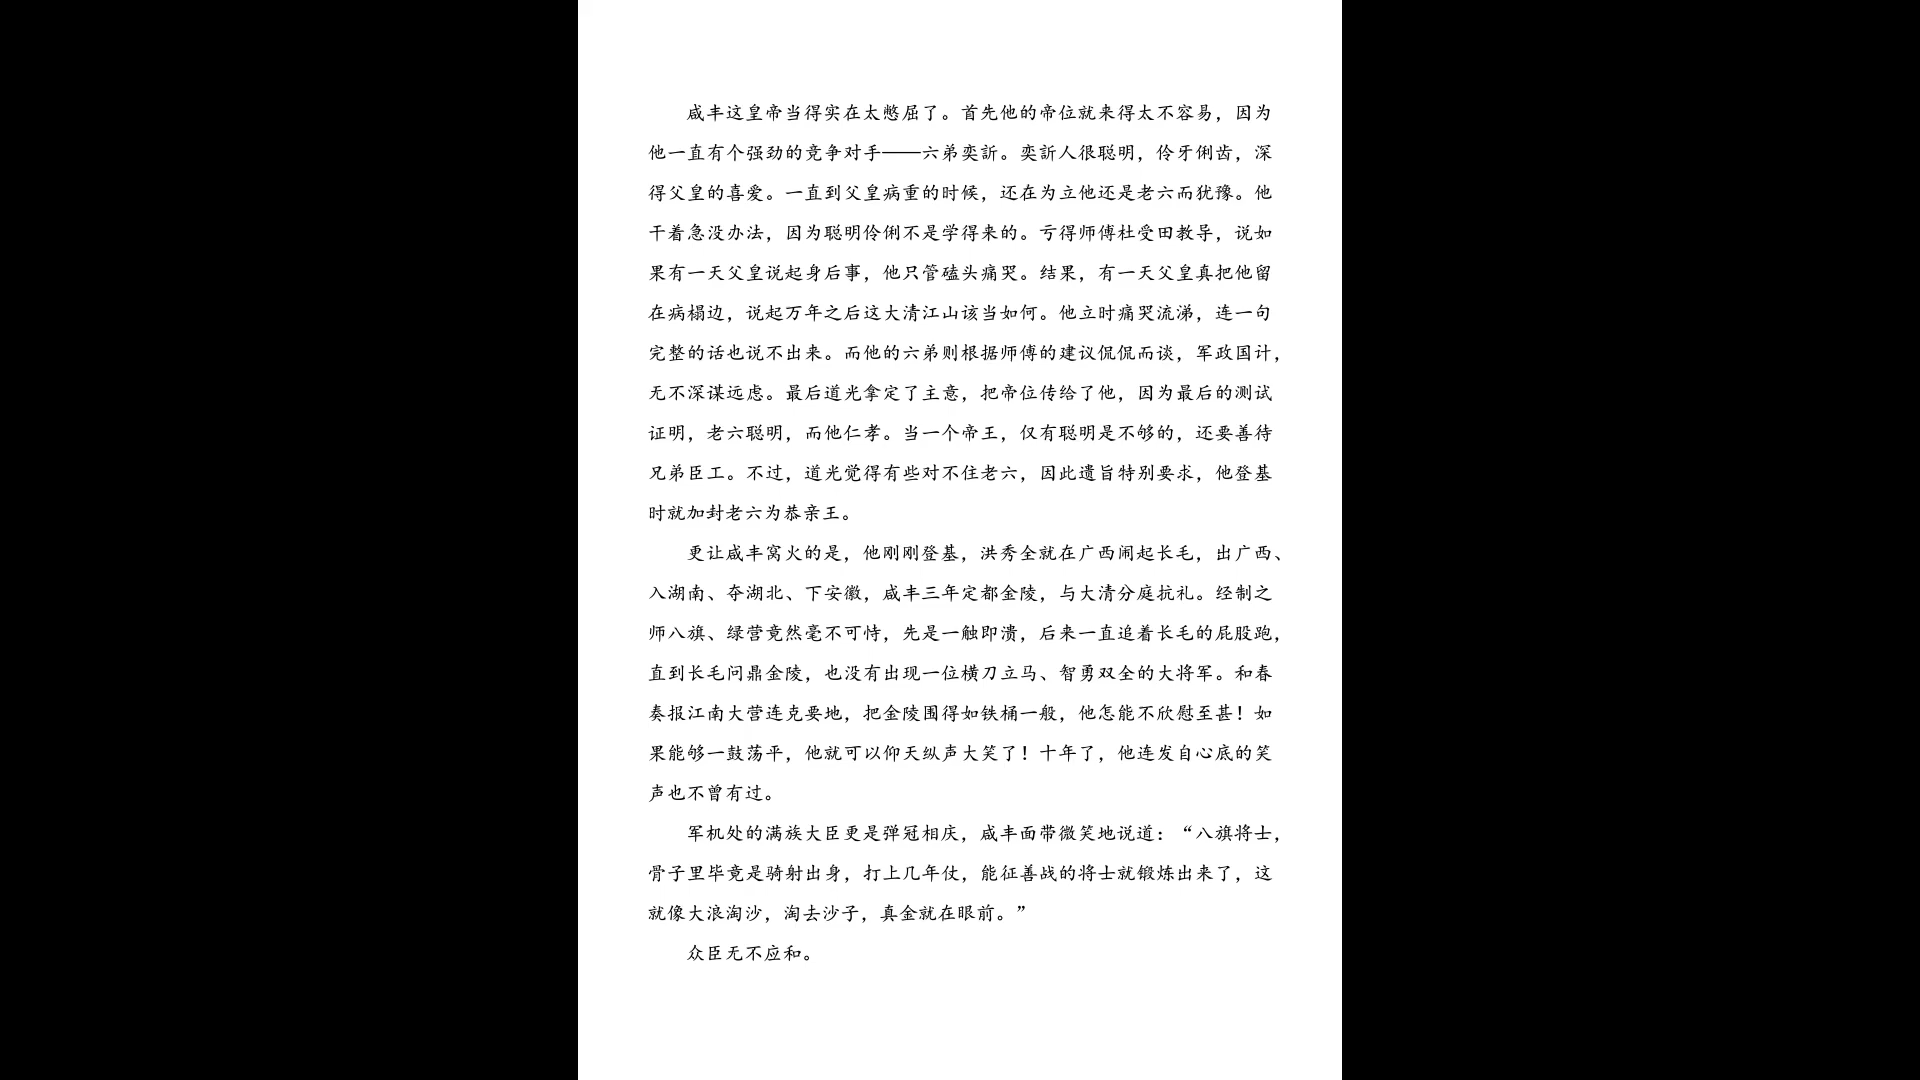 咸丰这皇帝当得实在太憋屈了。首先他的帝位就来得太不容易，因为
他一直有个强劲的竞争对手——六弟奕訢。奕訢人很聪明，伶牙俐齿，深
得父皇的喜爱。一直到父皇病重的时候，还在为立他还是老六而犹豫。他
干着急没办法，因为聪明伶俐不是学得来的。亏得师傅杜受田教导，说如
果有一天父皇说起身后事，他只管磕头痛哭。结果，有一天父皇真把他留
在病榻边，说起万年之后这大清江山该当如何。他立时痛哭流涕，连一句
完整的话也说不出来。而他的六弟则根据师傅的建议侃侃而谈，军政国计，
无不深谋远虑。最后道光拿定了主意，把帝位传给了他，因为最后的测试
证明，老六聪明，而他仁孝。当一个帝王，仅有聪明是不够的，还要善待
兄弟臣工。不过，道光觉得有些对不住老六，因此遗旨特别要求，他登基
时就加封老六为恭亲王。
更让咸丰窝火的是，他刚刚登基，洪秀全就在广西闹起长毛，出广西、
入湖南、夺湖北、下安徽，咸丰三年定都金陵，与大清分庭抗礼。经制之
师八旗、绿营竟然毫不可恃，先是一触即溃，后来一直追着长毛的屁股跑，
直到长毛问鼎金陵，也没有出现一位横刀立马、智勇双全的大将军。和春
奏报江南大营连克要地，把金陵围得如铁桶一般，他怎能不欣慰至甚！如
果能够一鼓荡平，他就可以仰天纵声大笑了！十年了，他连发自心底的笑
声也不曾有过。
军机处的满族大臣更是弹冠相庆，咸丰面带微笑地说道：“八旗将士，
骨子里毕竟是骑射出身，打上几年仗，能征善战的将士就锻炼出来了，这
就像大浪淘沙，淘去沙子，真金就在眼前。”
众臣无不应和。